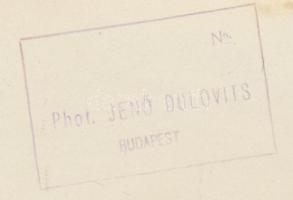 No.
Phot. JENŐ DULOVITS
BUDAPEST